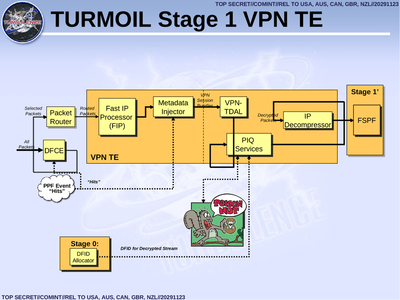 TOP SECRET//COMINT//REL TO USA, AUS, CAN, GBR, NZL//20291123
TURMOIL Stage 1 VPN TE
Stage 1'
VPN
Session
Metadata
Injector
VPN-
TDAL
Selected
Packets
Packet
Router
Routed
Packets
Fast IP
Processor
(FIP)
Decrypted
Packets
IP
Decompressor
FSPF
All
Packets
DFCE
PIQ
Services
VPN TE
PPF Event
"Hits"
"Hits"
Stage 0:
DFID
Allocator
DFID for Decrypted Stream
TOP SECRET//COMINT//REL TO USA, AUS, CAN, GBR, NZL//20291123